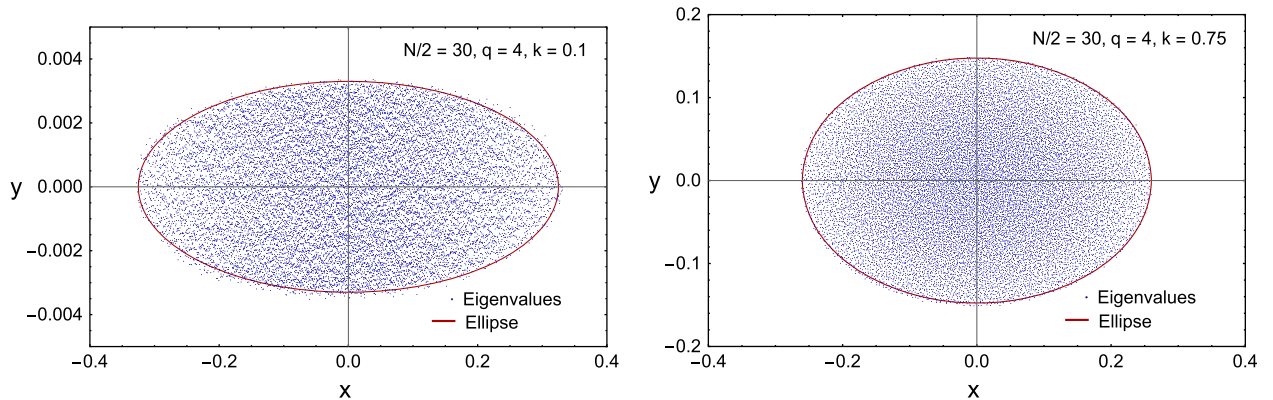 N/2 = 30, q = 4, k = 0.1
0.004
0.002
0.000
−0.002
−0.004
y
−0.4
−0.2
0.0
0.2
0.4
x
Eigenvalues
Ellipse
N/2 = 30, q = 4, k = 0.75
0.2
0.1
0.0
−0.1
−0.2
y
−0.4
−0.2
0.0
0.2
0.4
x
Eigenvalues
Ellipse